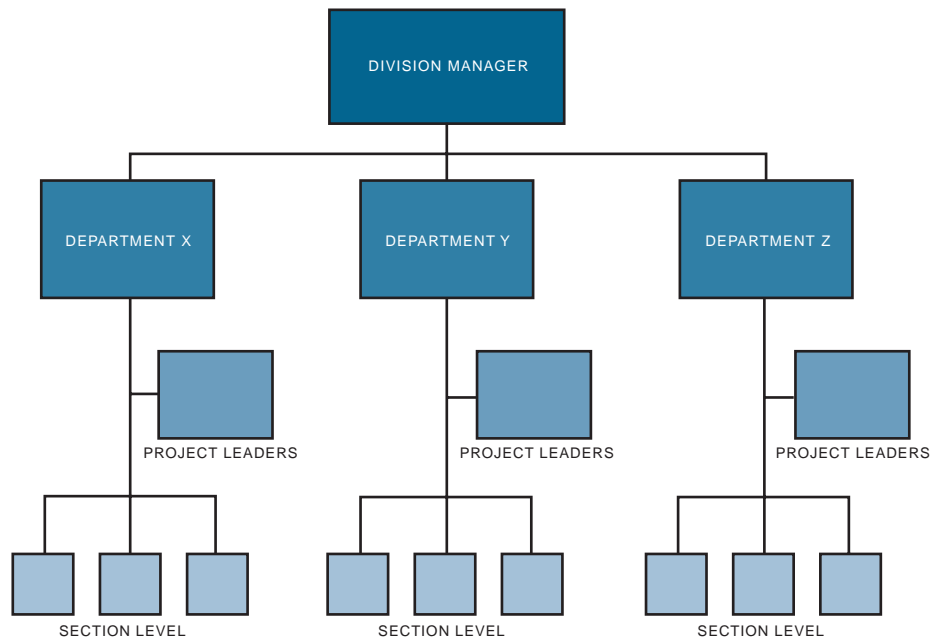 DIVISION MANAGER
DEPARTMENT X
DEPARTMENT Y
DEPARTMENT Z
PROJECT LEADERS
PROJECT LEADERS
PROJECT LEADERS
SECTION LEVEL
SECTION LEVEL
SECTION LEVEL